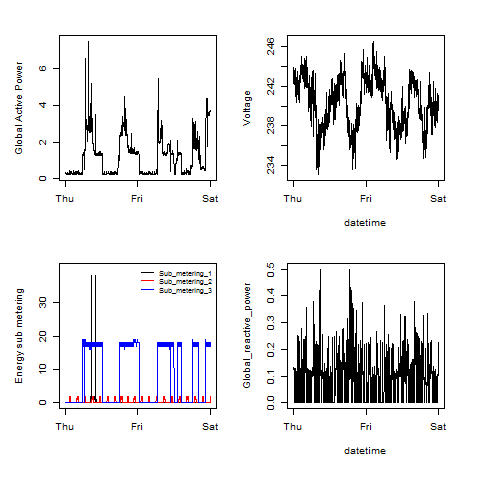 Global Active Power
6
4
2
0
Thu Fri Sat
Voltage
246
242
238
234
Thu Fri Sat
datetime
Energy sub metering
30
20
10
0
Sub_metering_1
Sub_metering_2
Sub_metering_3
Thu Fri Sat
Global_reactive_power
0.5
0.4
0.3
0.2
0.1
0.0
Thu Fri Sat
datetime